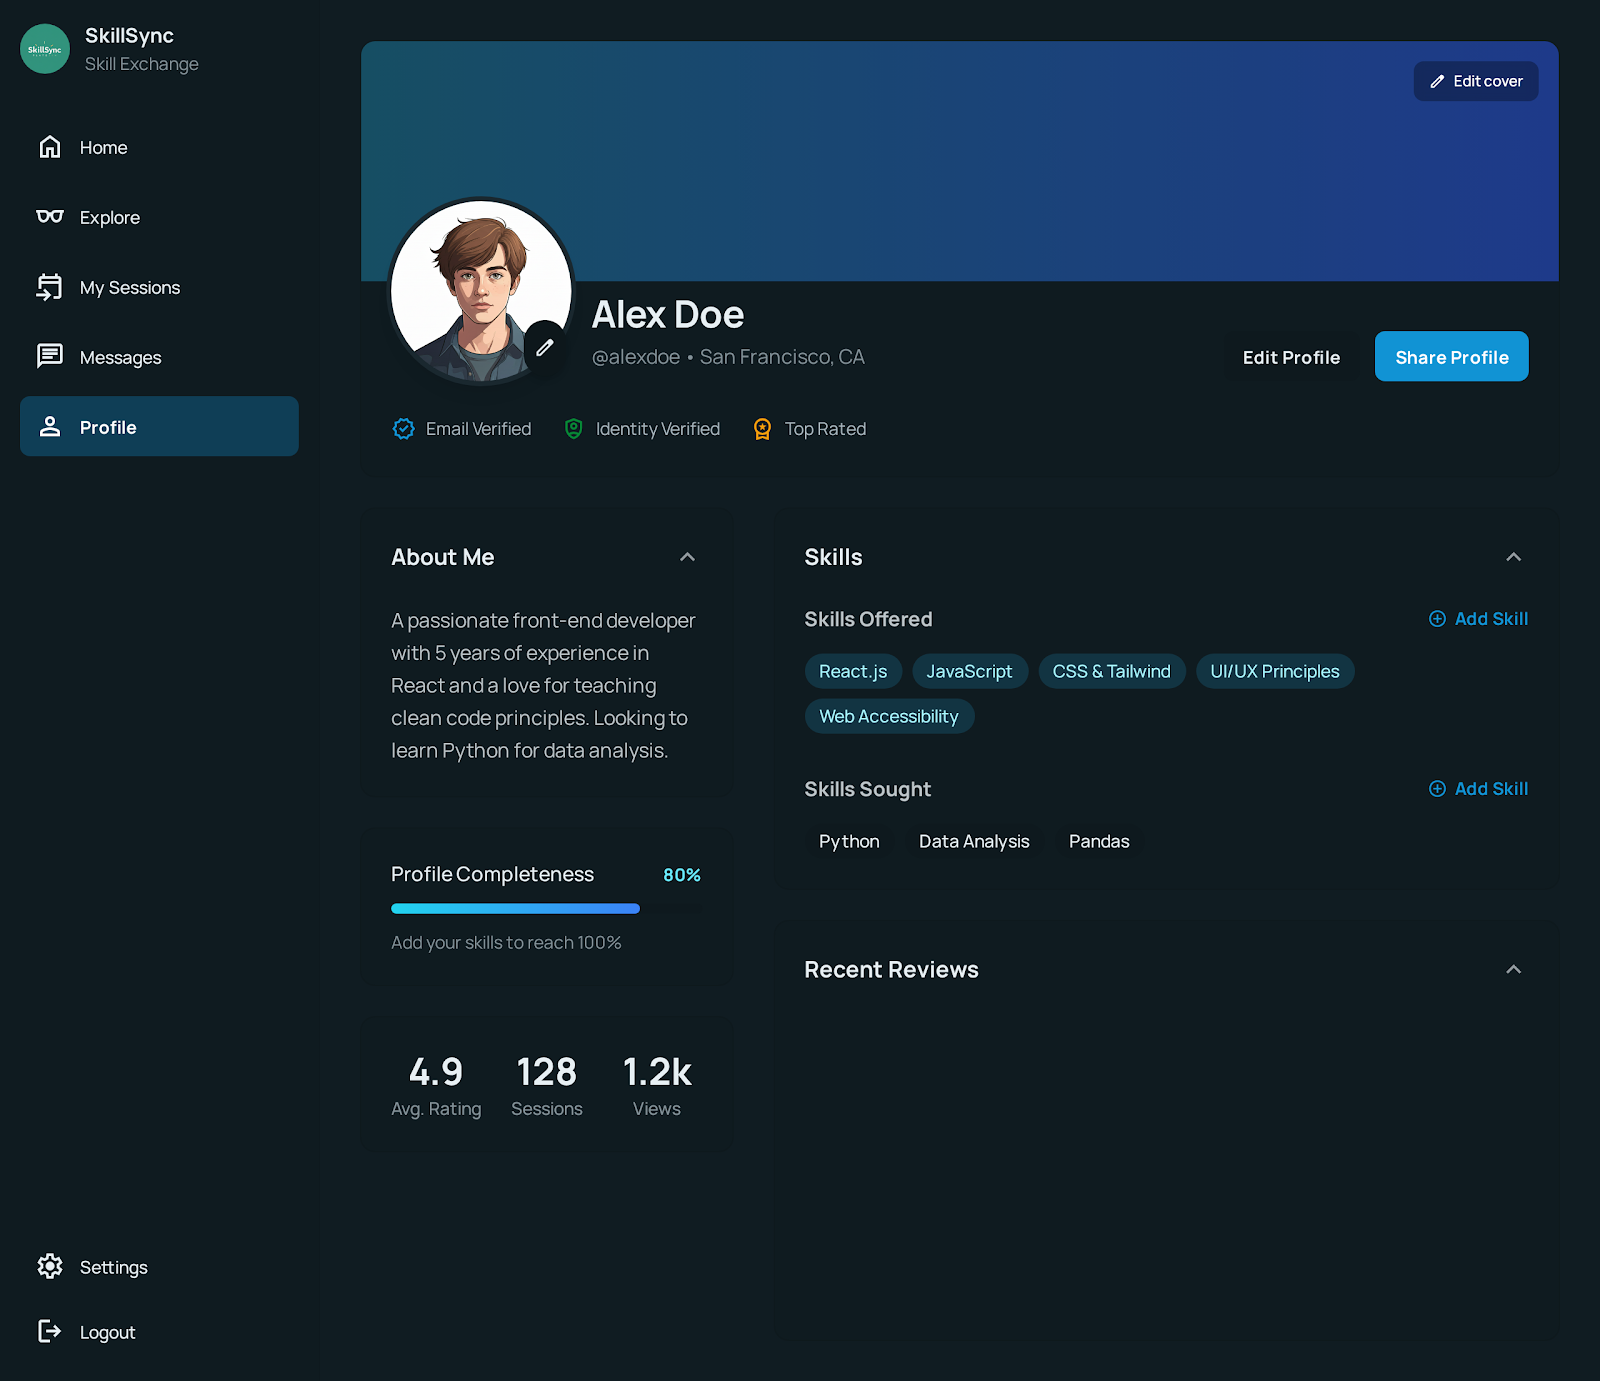 SkillSync
SkillSync
Skill Exchange
Home
Explore
My Sessions
Messages
Profile
Settings
Logout
Edit cover
Alex Doe
@alexdoe • San Francisco, CA
Edit Profile
Share Profile
Email Verified
Identity Verified
Top Rated
About Me
A passionate front-end developer
with 5 years of experience in
React and a love for teaching
clean code principles. Looking to
learn Python for data analysis.
Profile Completeness
80%
Add your skills to reach 100%
4.9
Avg. Rating
128
Sessions
1.2k
Views
Skills
Skills Offered
Add Skill
React.js
JavaScript
CSS & Tailwind
UI/UX Principles
Web Accessibility
Skills Sought
Add Skill
Python
Data Analysis
Pandas
Recent Reviews